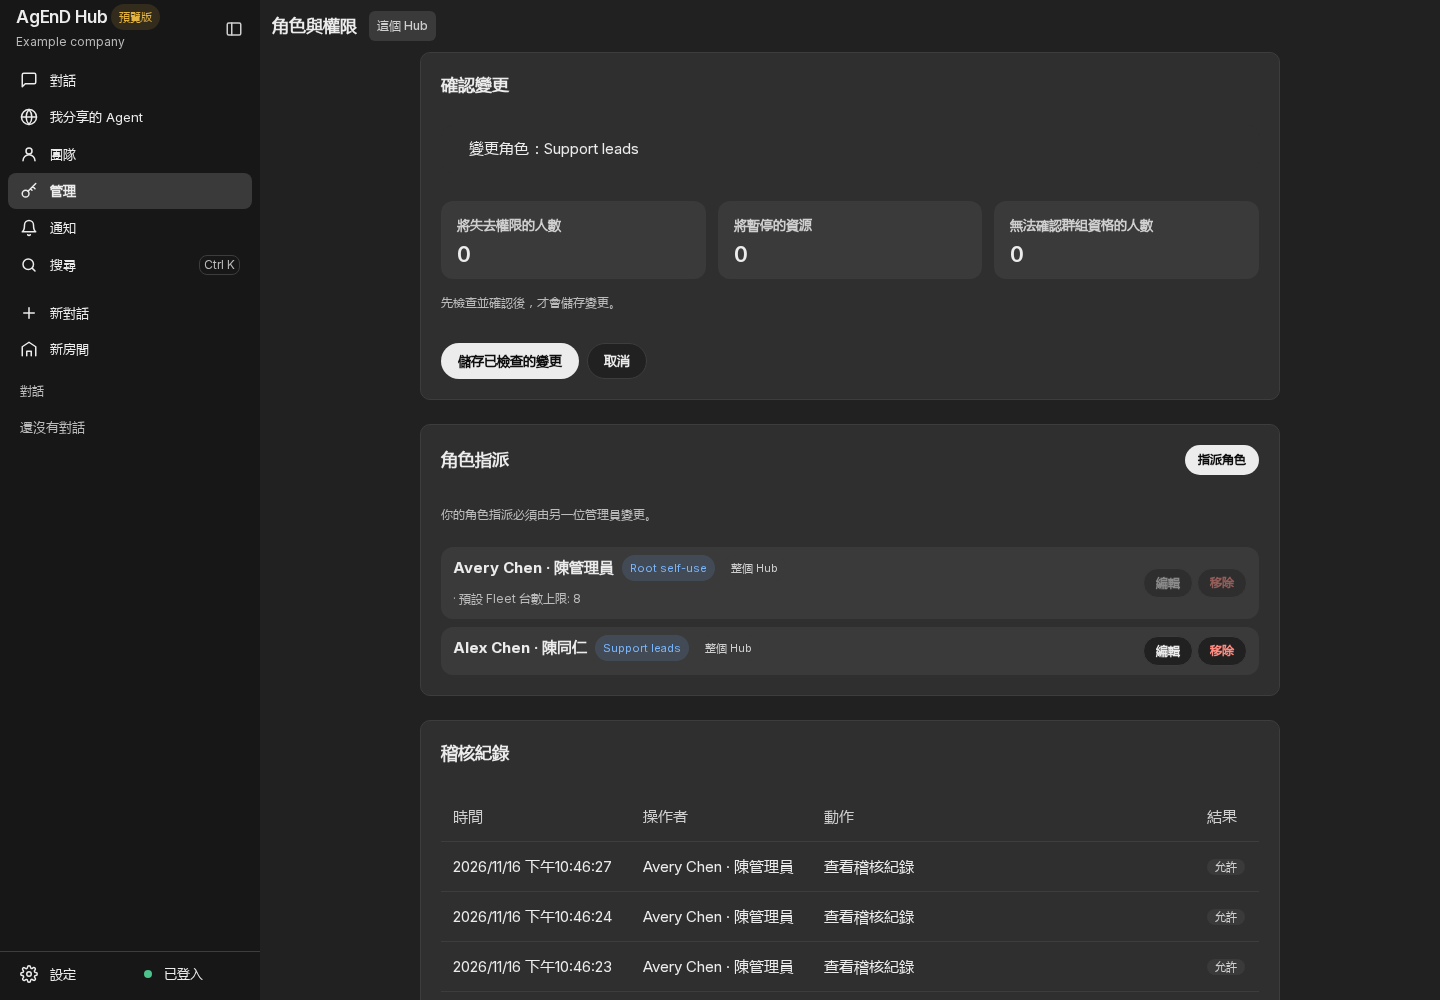 AgEnD Hub 預覽版
Example company
對話
我分享的 Agent
團隊
管理
通知
搜尋 Ctrl K
新對話
新房間
對話
還沒有對話
設定
已登入
角色與權限 這個 Hub
確認變更
變更角色：Support leads
將失去權限的人數
0
將暫停的資源
0
無法確認群組資格的人數
0
先檢查並確認後，才會儲存變更。
儲存已檢查的變更 取消
角色指派 指派角色
你的角色指派必須由另一位管理員變更。
Avery Chen · 陳管理員 Root self-use 整個 Hub
· 預設 Fleet 台數上限: 8
編輯 移除
Alex Chen · 陳同仁 Support leads 整個 Hub
編輯 移除
稽核紀錄
時間 操作者 動作 結果
2026/11/16 下午10:46:27 Avery Chen · 陳管理員 查看稽核紀錄 允許
2026/11/16 下午10:46:24 Avery Chen · 陳管理員 查看稽核紀錄 允許
2026/11/16 下午10:46:23 Avery Chen · 陳管理員 查看稽核紀錄 允許